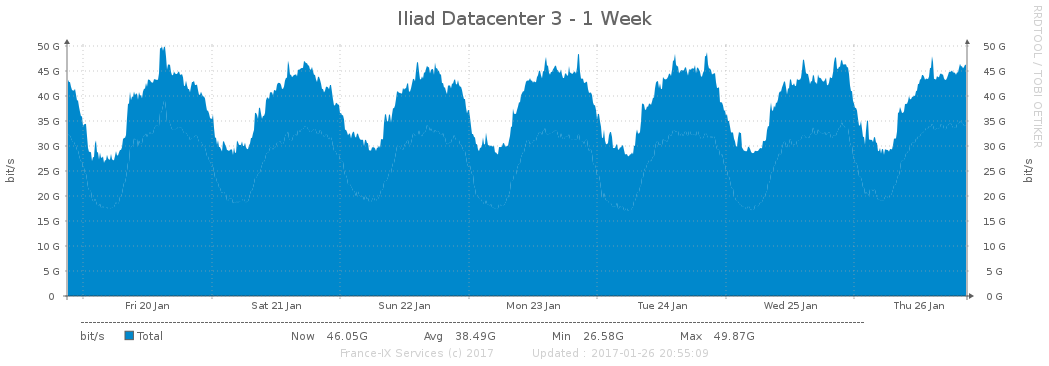 Iliad Datacenter 3 - 1 Week
RRDTOOL / TOBI OETIKER
50 G 50 G
45 G 45 G
40 G 40 G
35 G 35 G
30 G 30 G
25 G 25 G
20 G 20 G
15 G 15 G
10 G 10 G
5 G 5 G
0 0 G
bit/s bit/s
Fri 20 Jan Sat 21 Jan Sun 22 Jan Mon 23 Jan Tue 24 Jan Wed 25 Jan Thu 26 Jan
bit/s Total Now 46.05G Avg 38.49G Min 26.58G Max 49.87G
France-IX Services (c) 2017 Updated : 2017-01-26 20:55:09